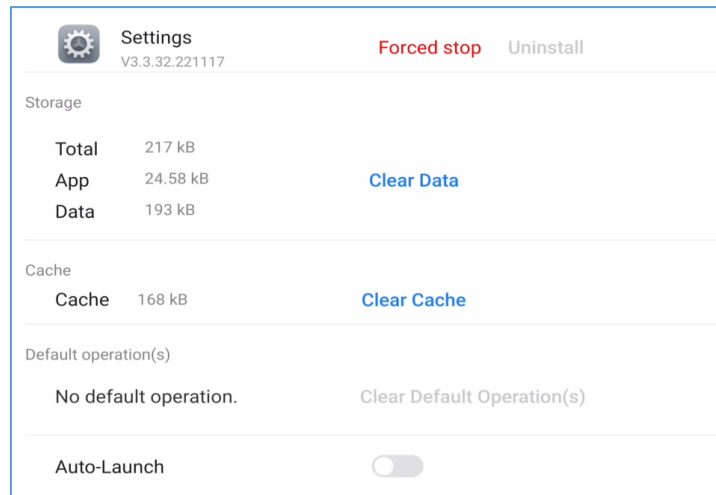 Settings
Forced stop Uninstall
V3.3.32.221117
Storage
Total 217 kB
App 24.58 kB Clear Data
Data 193 kB
Cache
Cache 168 kB Clear Cache
Default operation(s)
No default operation. Clear Default Operation(s)
Auto-Launch